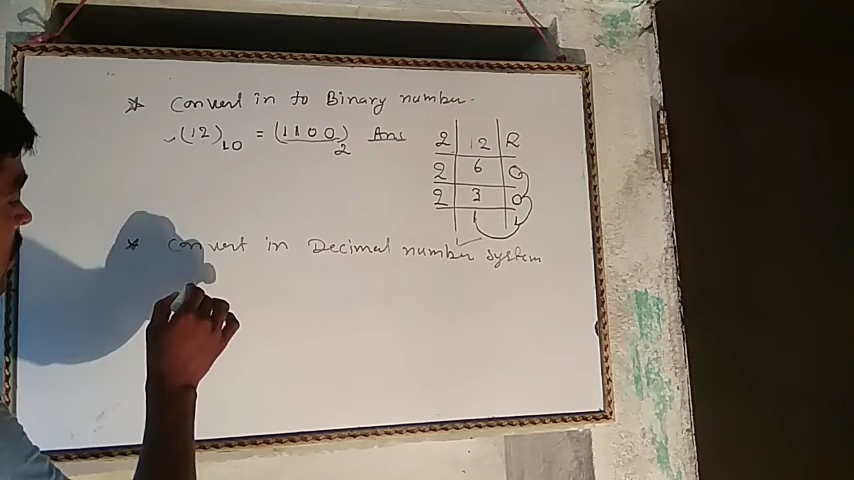 * Convert in to Binary number.
(12)10 = (1100)2 Ans
2 12 R
2 6 0
2 3 0
1 1
* Convert in Decimal number system